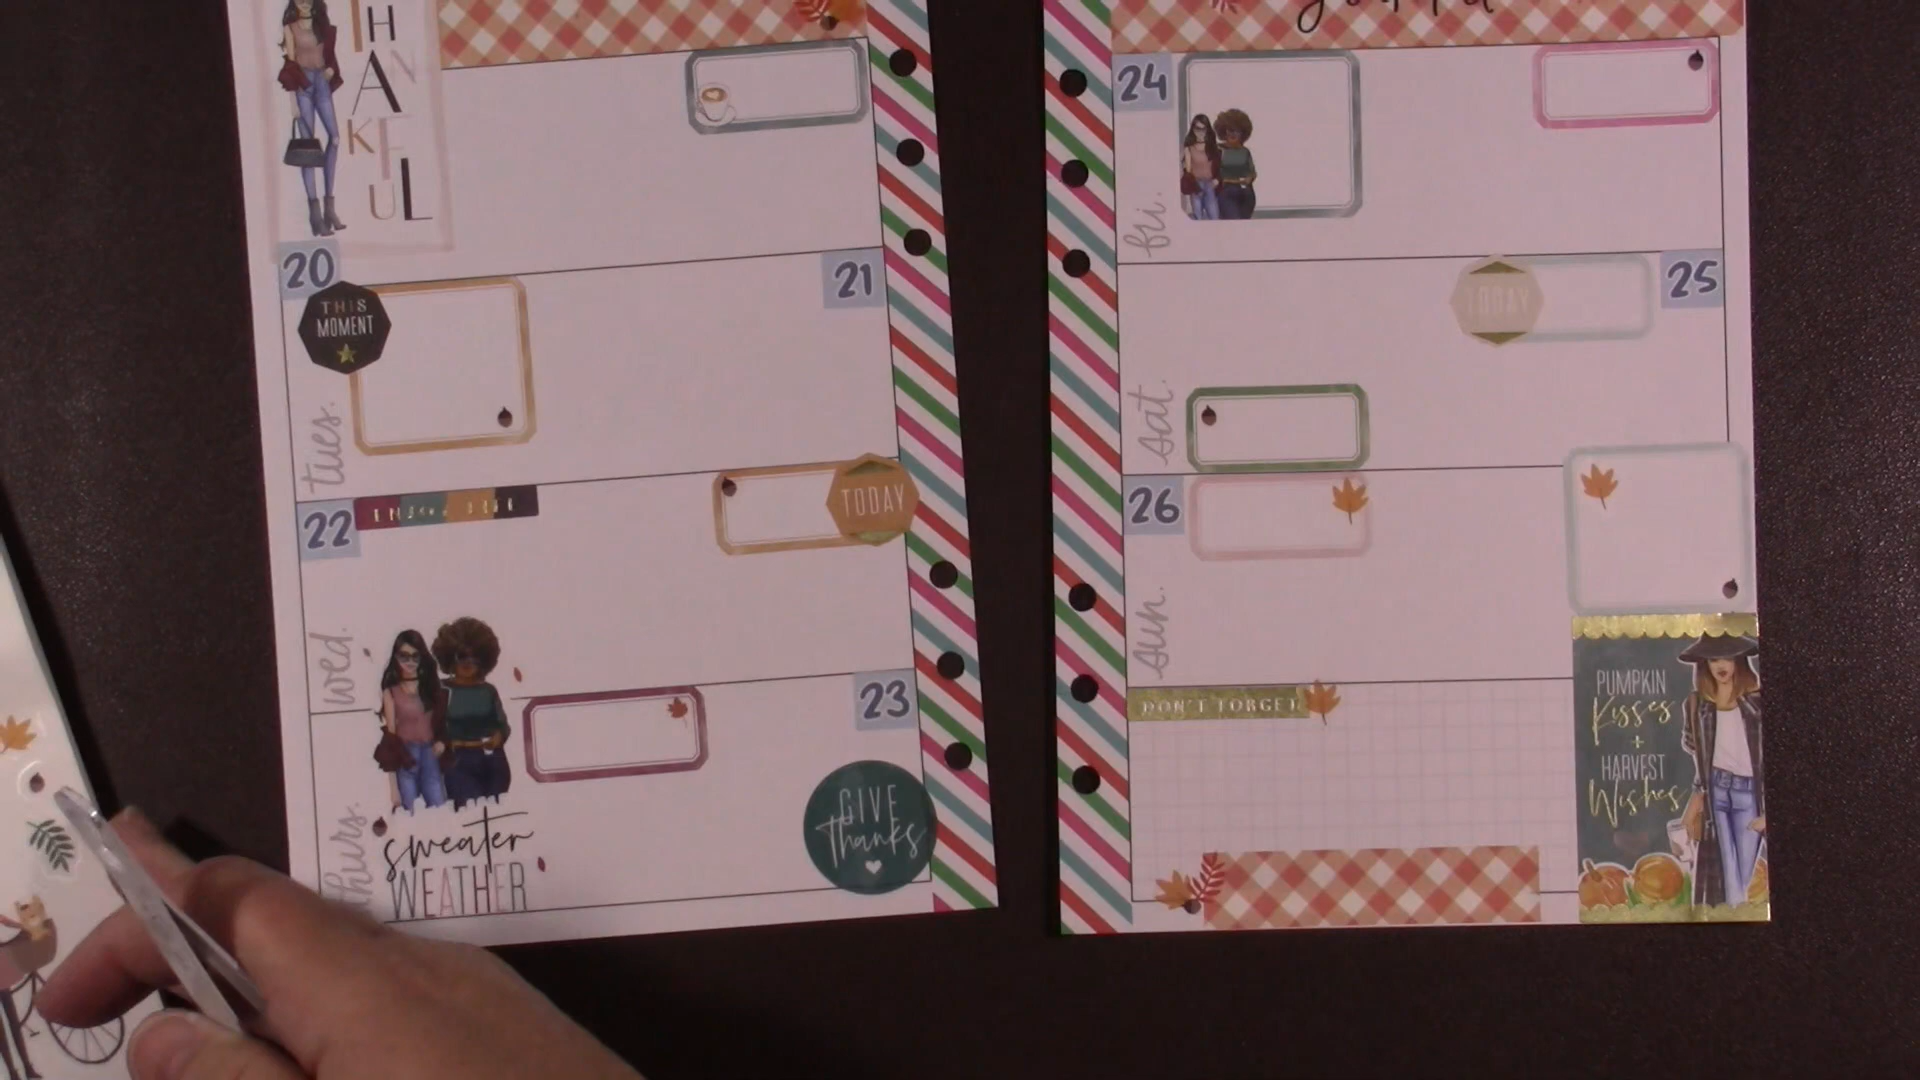 THANKFUL
20
21
THIS
MOMENT
tues.
22
TODAY
wed.
23
GIVE
thanks
thurs.
sweater
WEATHER
24
fri.
TODAY
25
sat.
26
sun.
DON'T FORGET
PUMPKIN
Kisses
+
HARVEST
Wishes